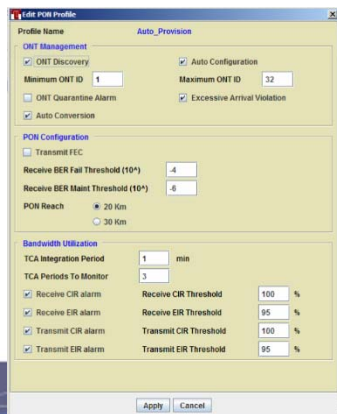 Edit PON Profile
Profile Name Auto_Provision
ONT Management
ONT Discovery Auto Configuration
Minimum ONT ID 1 Maximum ONT ID 32
ONT Quarantine Alarm Excessive Arrival Violation
Auto Conversion
PON Configuration
Transmit FEC
Receive BER Fail Threshold (10^) -4
Receive BER Maint Threshold (10^) -6
PON Reach 20 Km
30 Km
Bandwidth Utilization
TCA Integration Period 1 min
TCA Periods To Monitor 3
Receive CIR alarm Receive CIR Threshold 100 %
Receive EIR alarm Receive EIR Threshold 95 %
Transmit CIR alarm Transmit CIR Threshold 100 %
Transmit EIR alarm Transmit EIR Threshold 95 %
Apply Cancel